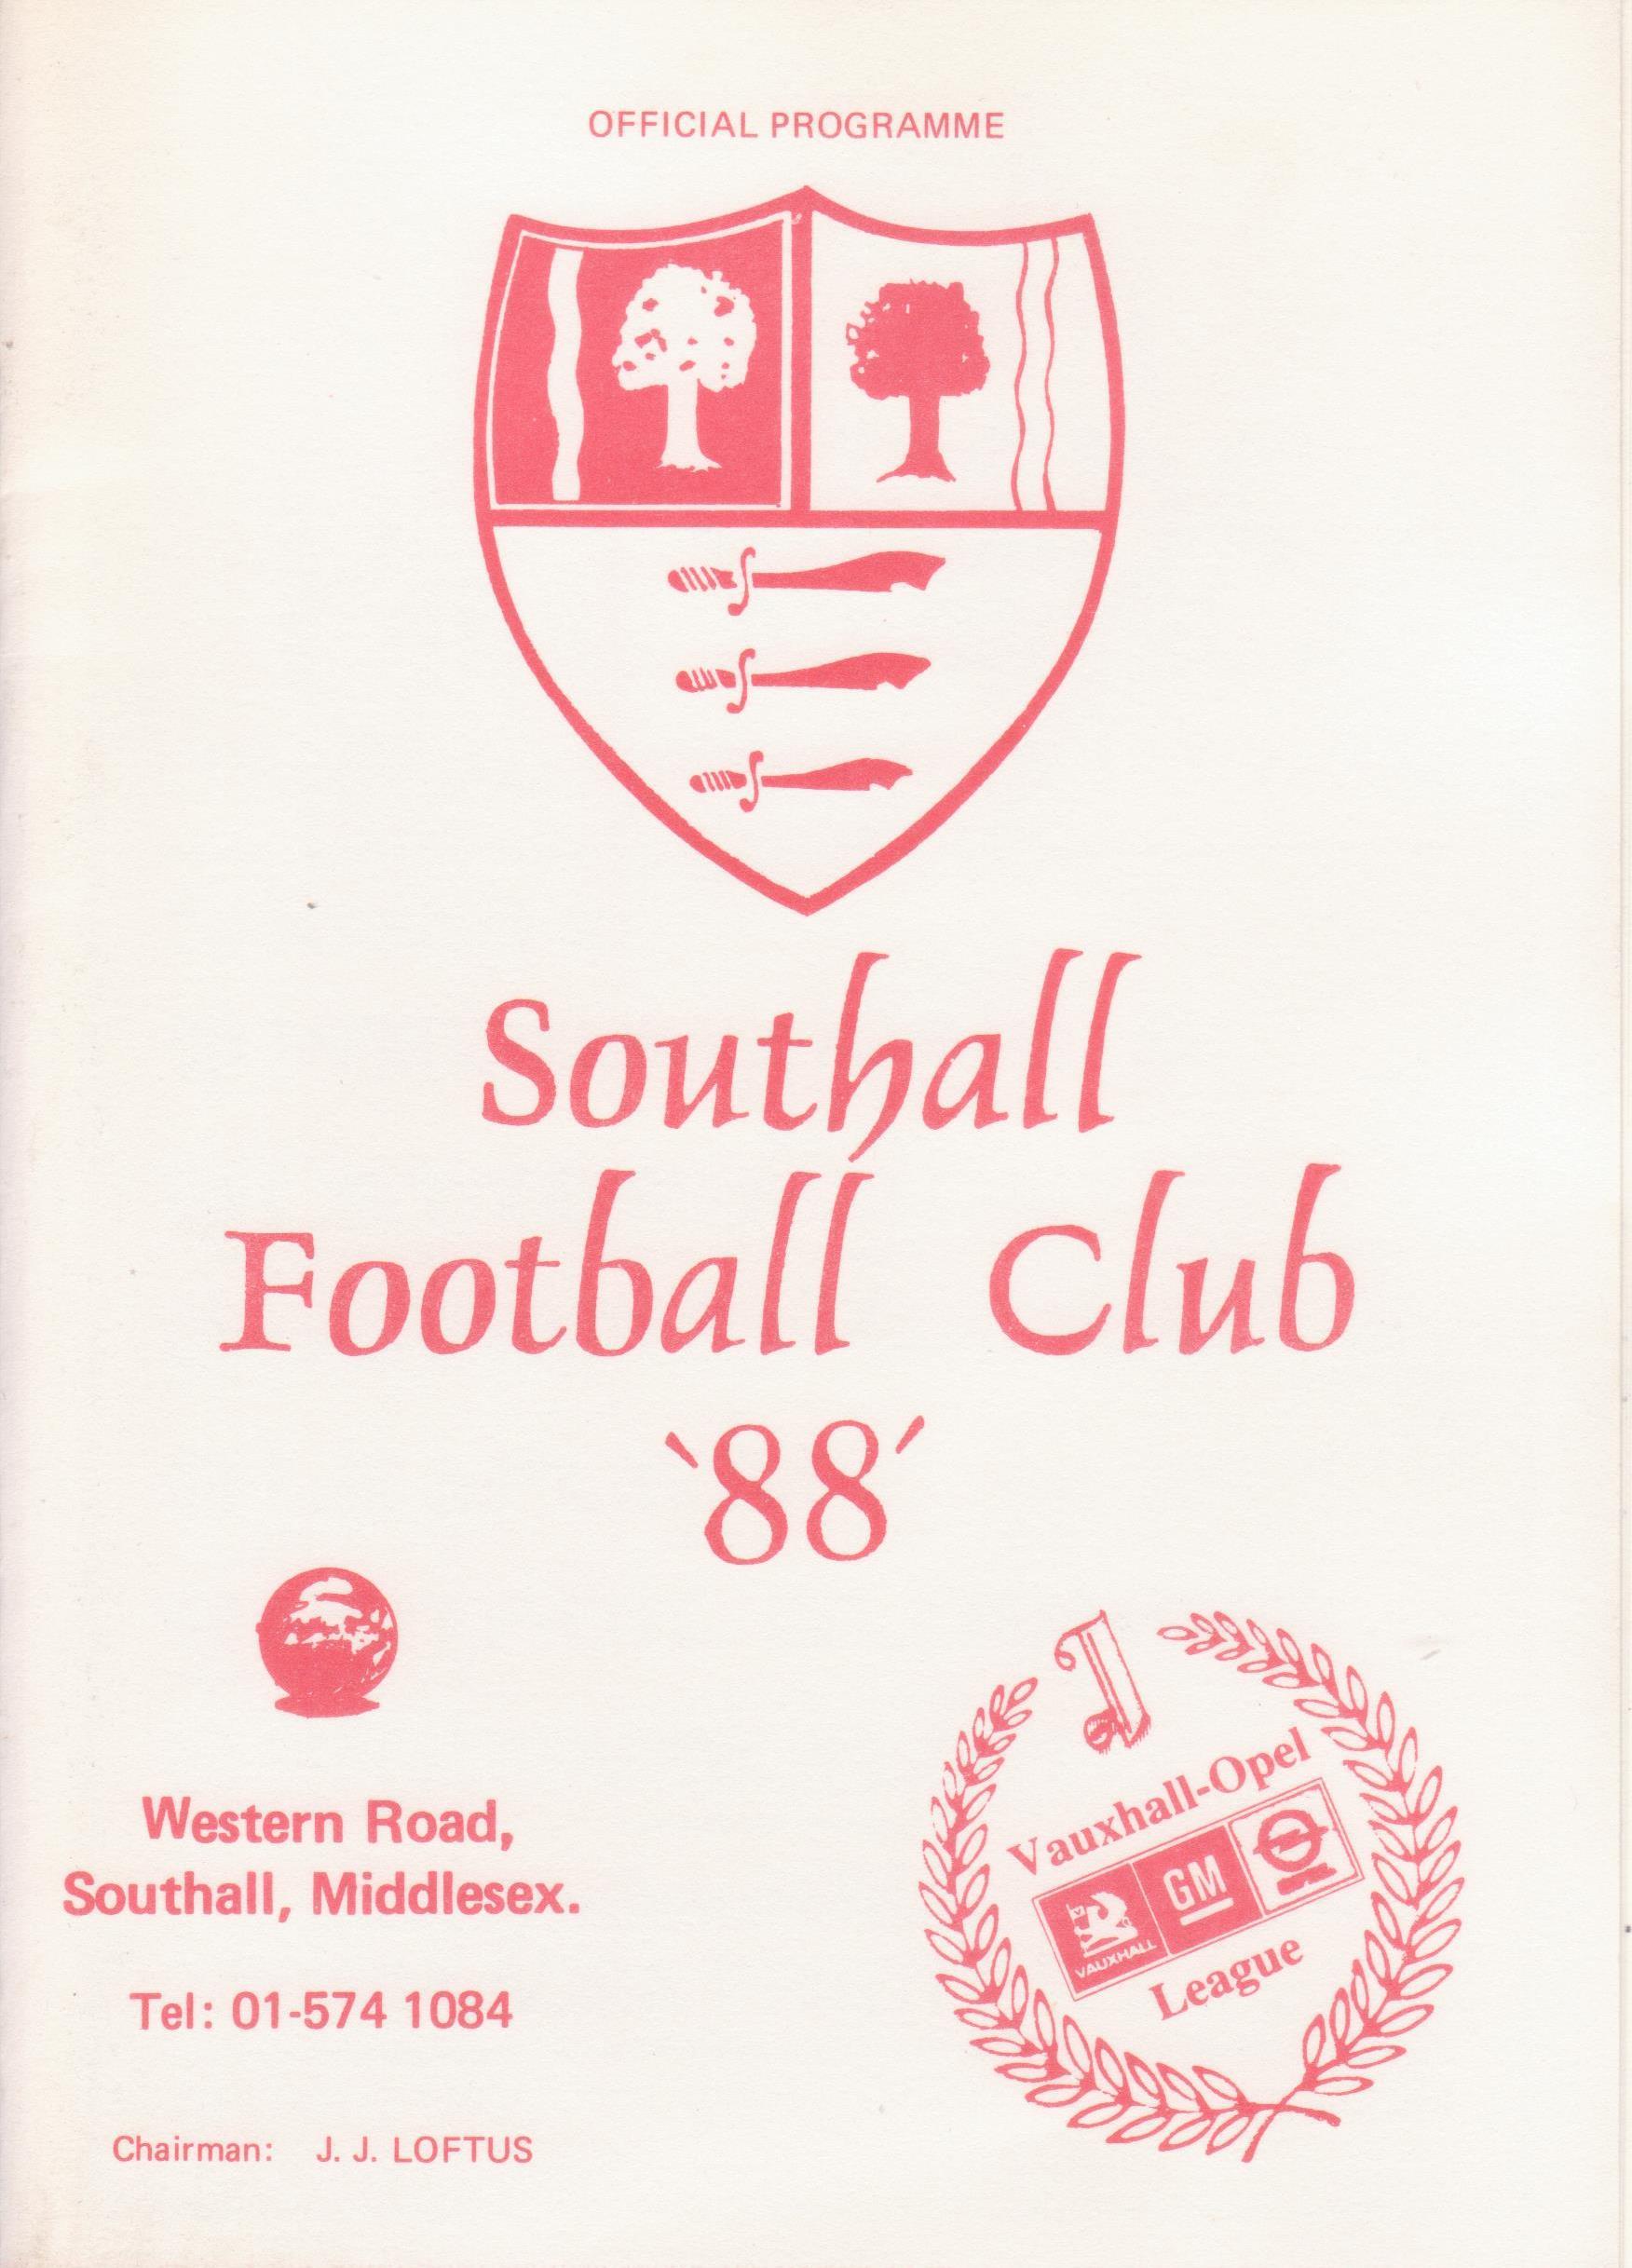 OFFICIAL PROGRAMME
Southall
Football Club
‘88’
Western Road,
Southall, Middlesex.
Tel: 01-574 1084
Chairman: J. J. LOFTUS
Vauxhall-Opel
VAUXHALL
GM
League